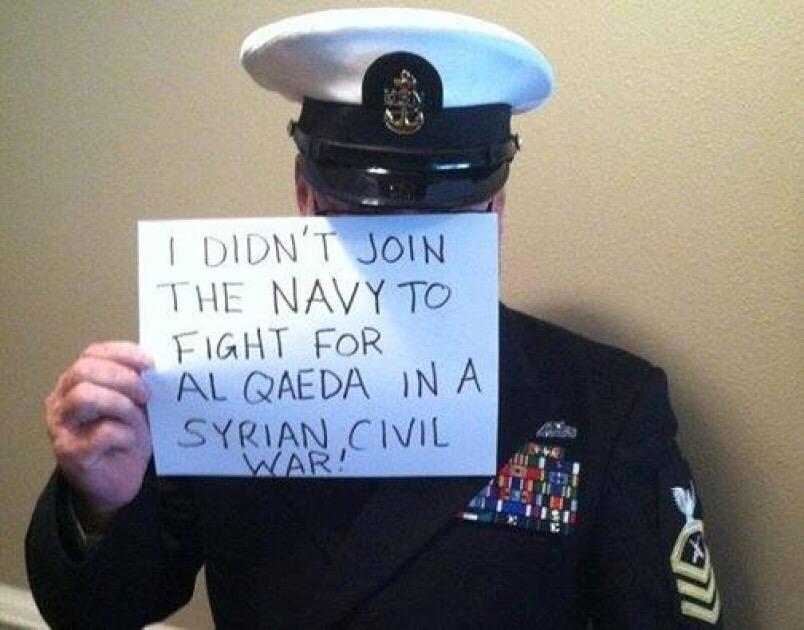 I DIDN'T JOIN
THE NAVY TO
FIGHT FOR
AL QAEDA IN A
SYRIAN CIVIL
WAR!